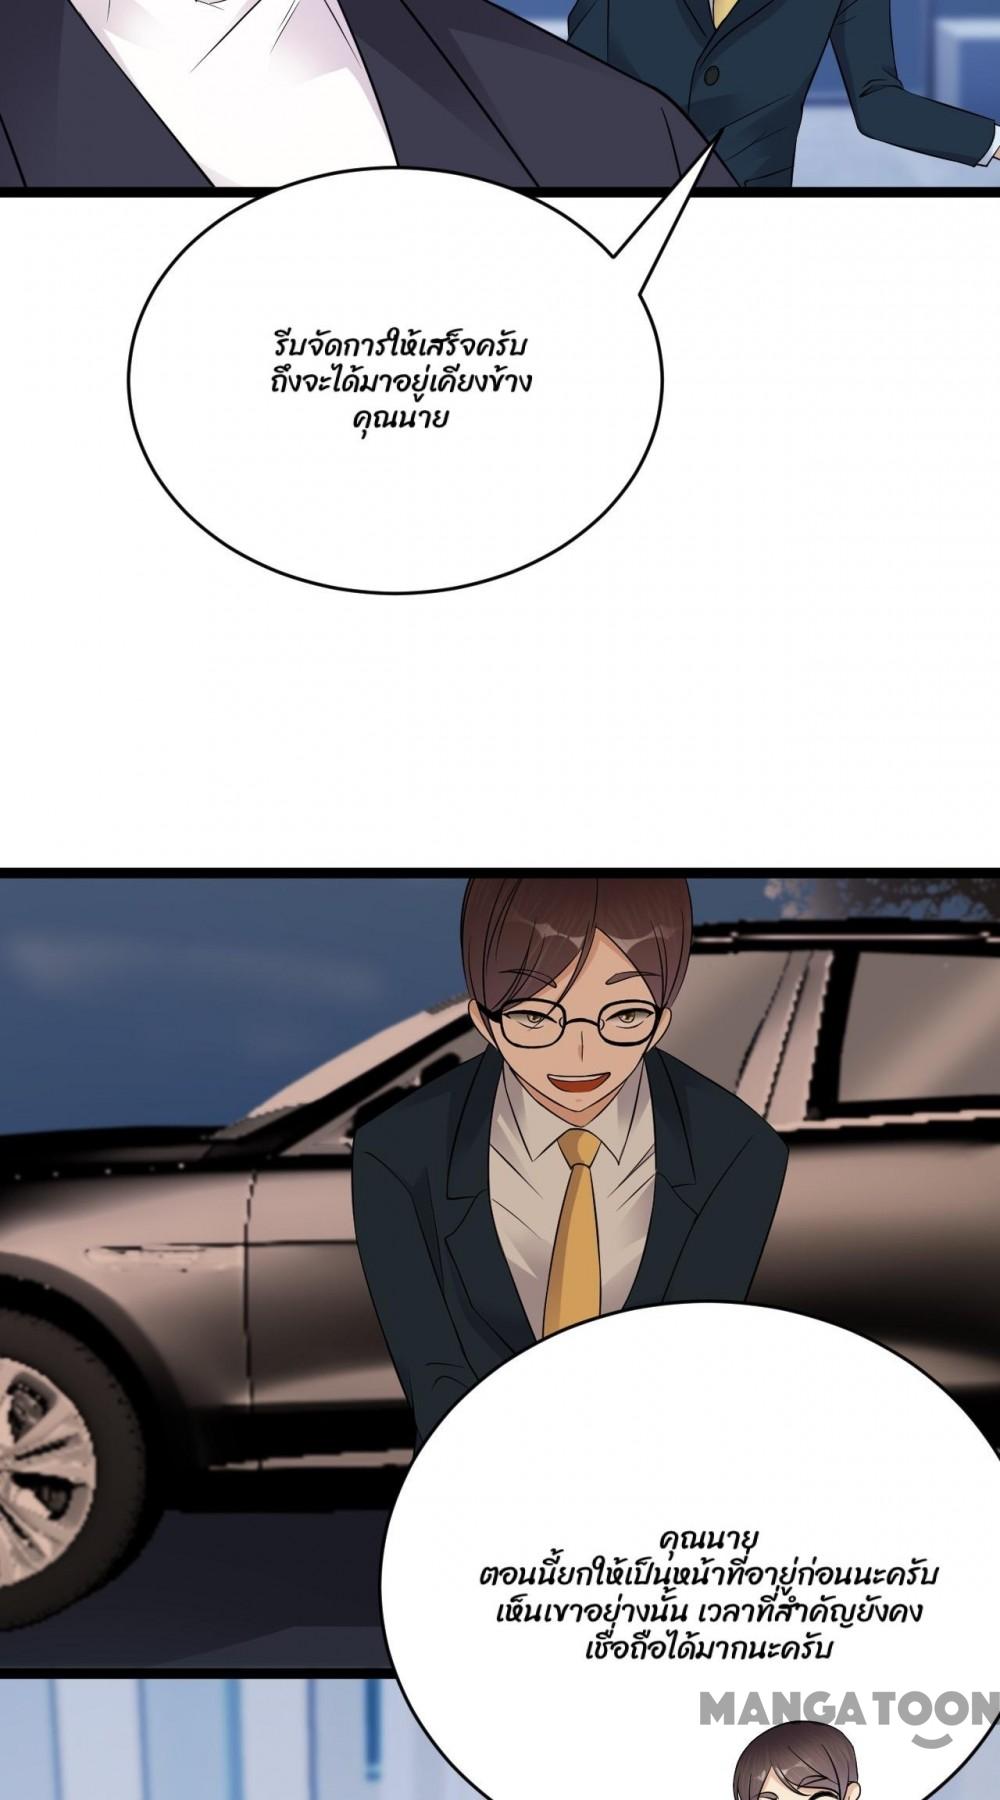 รีบจัดการให้เสร็จครับ
ถึงจะได้มาอยู่เคียงข้าง
คุณนาย
คุณนาย
ตอนนี้ยกให้เป็นหน้าที่อายู่ก่อนนะครับ
เห็นเขาอย่างนั้น เวลาที่สำคัญยังคง
เชื่อถือได้มากนะครับ
MANGATOON